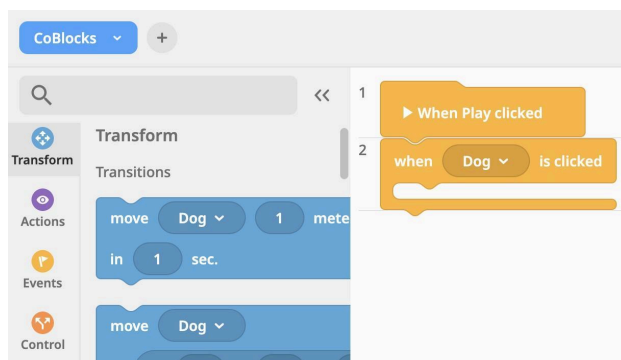 CoBlocks
+
1
When Play clicked
2
when Dog is clicked
Transform
Actions
Events
Control
Transform
Transitions
move Dog 1 mete
in 1 sec.
move Dog